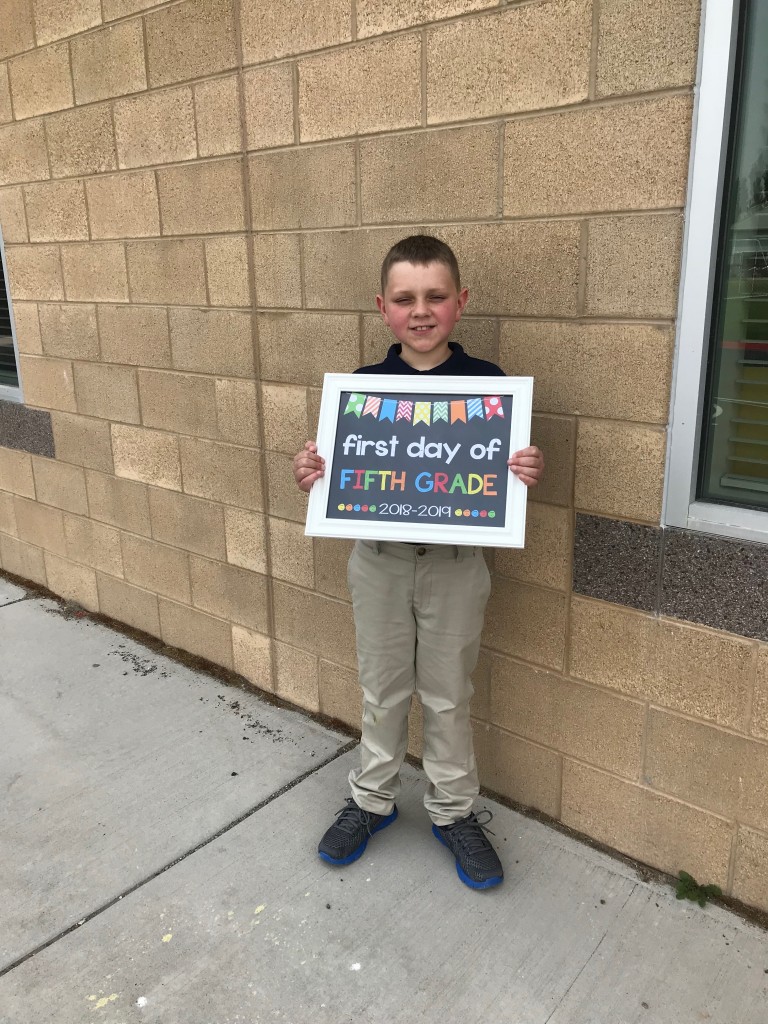 first day of
FIFTH GRADE
2018-2019